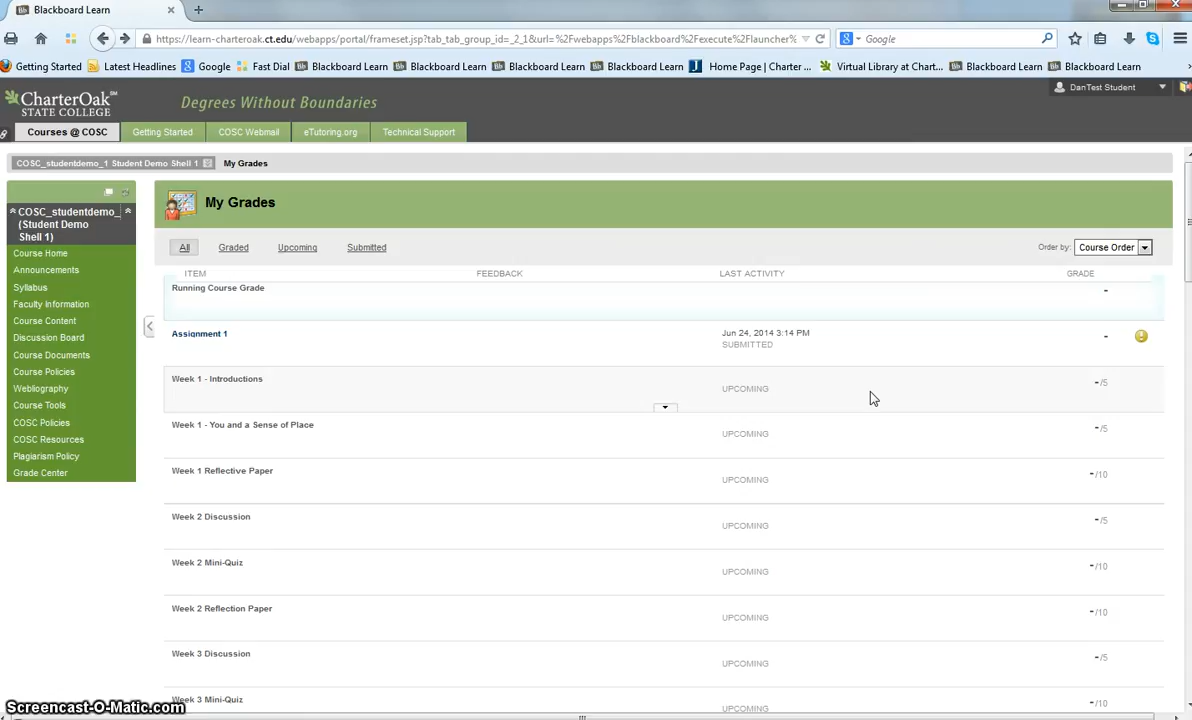 Blackboard Learn
https://learn-charteroak.ct.edu/webapps/portal/frameset.jsp?tab_tab_group_id=_2_1&url=%2Fwebapps%2Fblackboard%2Fexecute%2Flauncher%
Google
Getting Started Latest Headlines Google Fast Dial Blackboard Learn Blackboard Learn Blackboard Learn Blackboard Learn Home Page | Charter ... Virtual Library at Chart... Blackboard Learn Blackboard Learn
CharterOak
STATE COLLEGE
Degrees Without Boundaries
DanTest Student
Courses @ COSC Getting Started COSC Webmail eTutoring.org Technical Support
COSC_studentdemo_1 Student Demo Shell 1 My Grades
COSC_studentdemo_
(Student Demo
Shell 1)
Course Home
Announcements
Syllabus
Faculty Information
Course Content
Discussion Board
Course Documents
Course Policies
Webliography
Course Tools
COSC Policies
COSC Resources
Plagiarism Policy
Grade Center
My Grades
All Graded Upcoming Submitted
Order by: Course Order
ITEM FEEDBACK LAST ACTIVITY GRADE
Running Course Grade -
Assignment 1 Jun 24, 2014 3:14 PM -
SUBMITTED
Week 1 - Introductions UPCOMING -/5
Week 1 - You and a Sense of Place UPCOMING -/5
Week 1 Reflective Paper UPCOMING -/10
Week 2 Discussion UPCOMING -/5
Week 2 Mini-Quiz UPCOMING -/10
Week 2 Reflection Paper UPCOMING -/10
Week 3 Discussion UPCOMING -/5
Week 3 Mini-Quiz UPCOMING -/10
Screencast-O-Matic.com